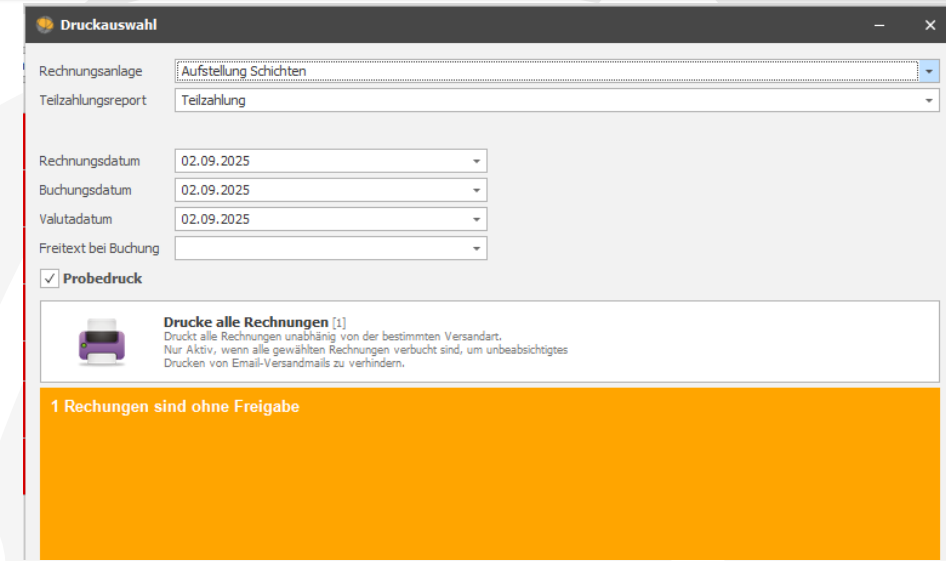 Druckauswahl
Rechnungsanlage Aufstellung Schichten
Teilzahlungsreport Teilzahlung
Rechnungsdatum 02.09.2025
Buchungsdatum 02.09.2025
Valutadatum 02.09.2025
Freitext bei Buchung
Probedruck
Drucke alle Rechnungen [1]
Druckt alle Rechnungen unabhänig von der bestimmten Versandart.
Nur Aktiv, wenn alle gewählten Rechnungen verbucht sind, um unbeabsichtigtes
Drucken von Email-Versandmails zu verhindern.
1 Rechungen sind ohne Freigabe